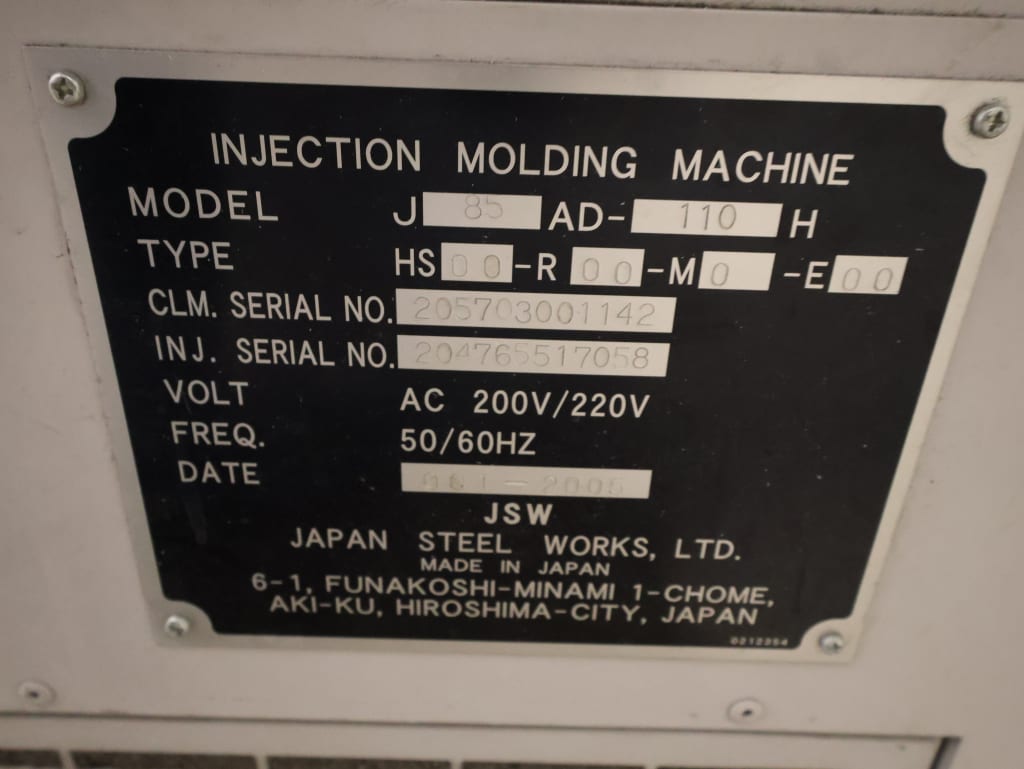 INJECTION MOLDING MACHINE
MODEL J 85 AD- 110 H
TYPE HS 00 -R 00 -M 0 -E 00
CLM. SERIAL NO. 205703001142
INJ. SERIAL NO. 204765517058
VOLT AC 200V/220V
FREQ. 50/60HZ
DATE
JSW
JAPAN STEEL WORKS, LTD.
MADE IN JAPAN
6-1, FUNAKOSHI-MINAMI 1-CHOME,
AKI-KU, HIROSHIMA-CITY, JAPAN